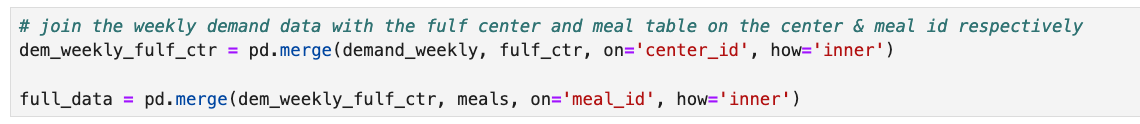 # join the weekly demand data with the fulf center and meal table on the center & meal id respectively
dem_weekly_fulf_ctr = pd.merge(demand_weekly, fulf_ctr, on='center_id', how='inner')
full_data = pd.merge(dem_weekly_fulf_ctr, meals, on='meal_id', how='inner')